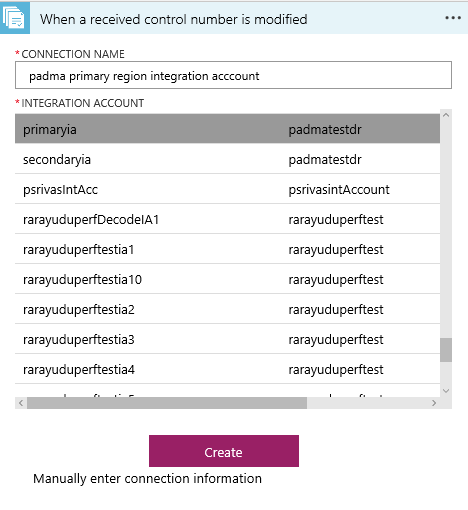 When a received control number is modified
* CONNECTION NAME
padma primary region integration acccount
* INTEGRATION ACCOUNT
primaryia padmatestdr
secondaryia padmatestdr
psrivasIntAcc psrivasintAccount
rarayuduperfDecodeIA1 rarayuduperftest
rarayuduperftestia1 rarayuduperftest
rarayuduperftestia10 rarayuduperftest
rarayuduperftestia2 rarayuduperftest
rarayuduperftestia3 rarayuduperftest
rarayuduperftestia4 rarayuduperftest
Create
Manually enter connection information